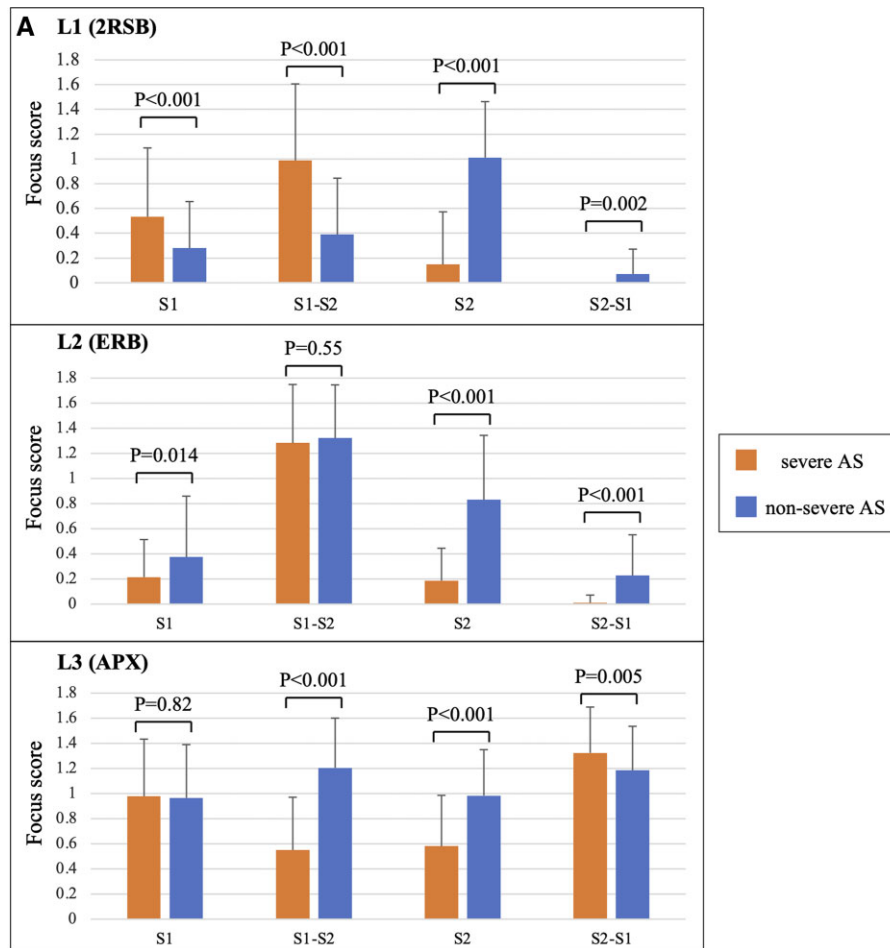 A
L1 (2RSB)
P<0.001
P<0.001
P<0.001
P=0.002
Focus score
1.8
1.6
1.4
1.2
1
0.8
0.6
0.4
0.2
0
S1
S1-S2
S2
S2-S1
L2 (ERB)
P=0.014
P=0.55
P<0.001
P<0.001
Focus score
1.8
1.6
1.4
1.2
1
0.8
0.6
0.4
0.2
0
S1
S1-S2
S2
S2-S1
L3 (APX)
P=0.82
P<0.001
P<0.001
P=0.005
Focus score
1.8
1.6
1.4
1.2
1
0.8
0.6
0.4
0.2
0
S1
S1-S2
S2
S2-S1
severe AS
non-severe AS